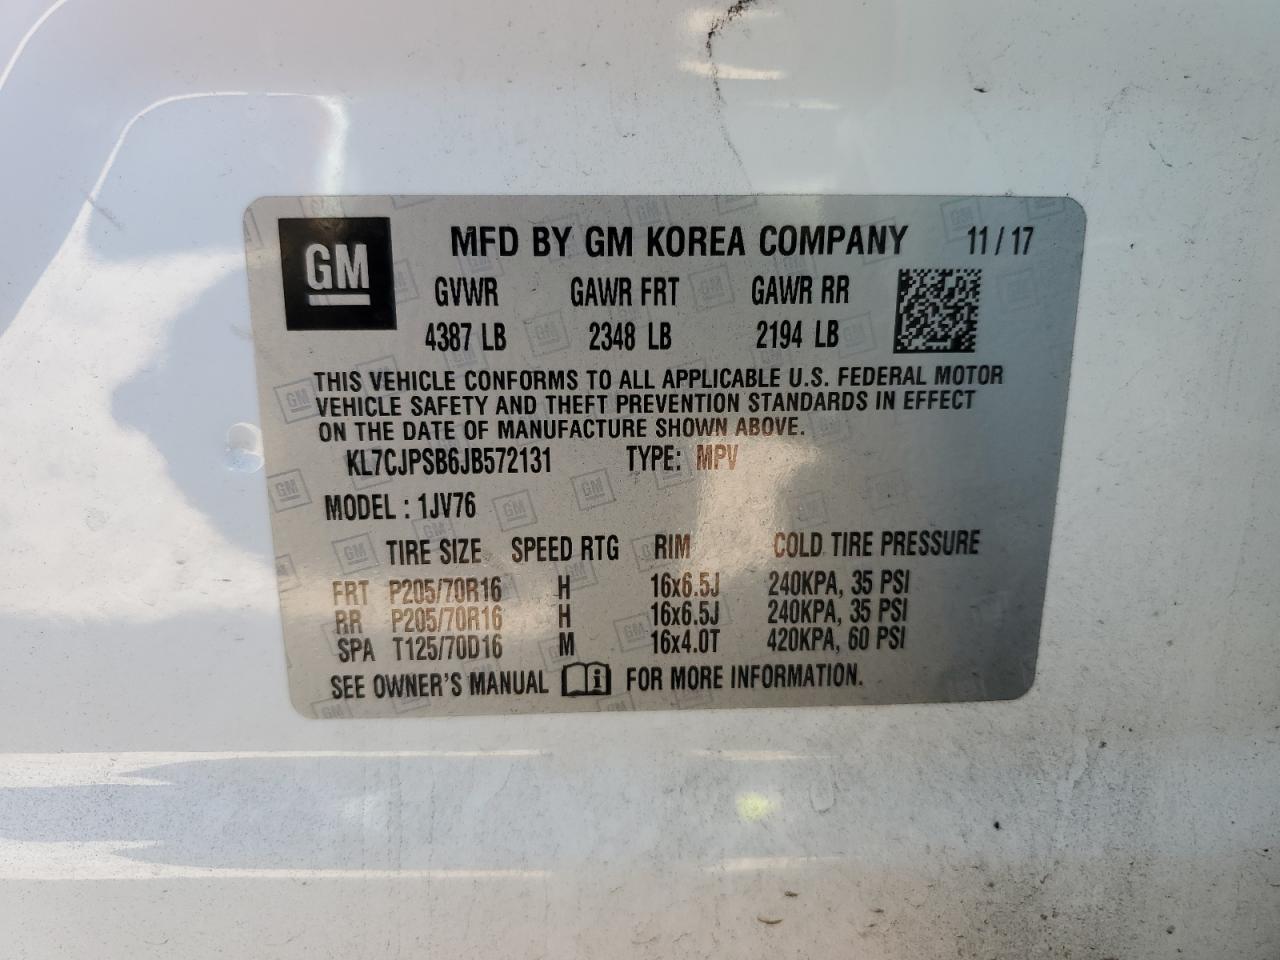 GM
MFD BY GM KOREA COMPANY 11 / 17
GVWR GAWR FRT GAWR RR
4387 LB 2348 LB 2194 LB
THIS VEHICLE CONFORMS TO ALL APPLICABLE U.S. FEDERAL MOTOR
VEHICLE SAFETY AND THEFT PREVENTION STANDARDS IN EFFECT
ON THE DATE OF MANUFACTURE SHOWN ABOVE.
KL7CJPSB6JB572131 TYPE: MPV
MODEL : 1JV76
TIRE SIZE SPEED RTG RIM COLD TIRE PRESSURE
FRT P205/70R16 H 16x6.5J 240KPA, 35 PSI
RR P205/70R16 H 16x6.5J 240KPA, 35 PSI
SPA T125/70D16 M 16x4.0T 420KPA, 60 PSI
SEE OWNER'S MANUAL i FOR MORE INFORMATION.